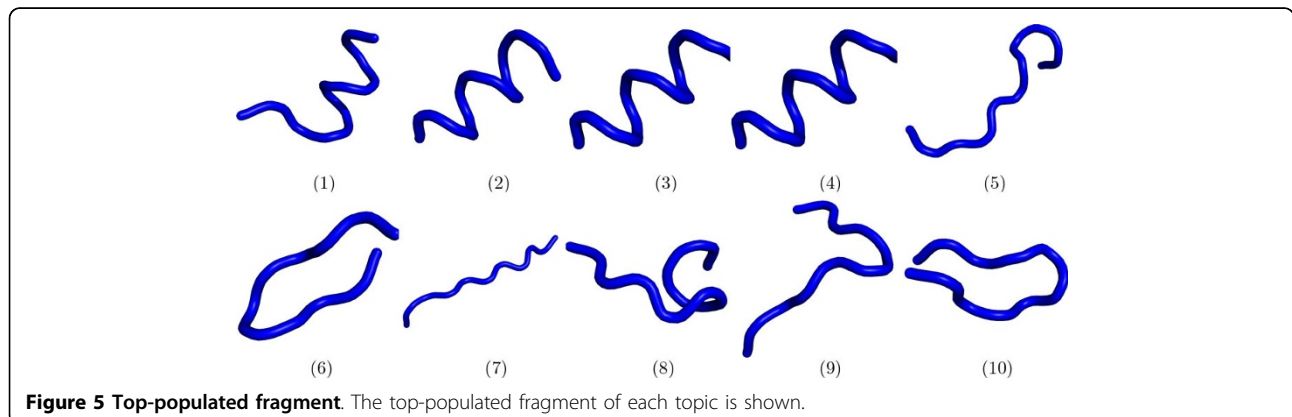 (1) (2) (3) (4) (5)
(6) (7) (8) (9) (10)
Figure 5 Top-populated fragment. The top-populated fragment of each topic is shown.